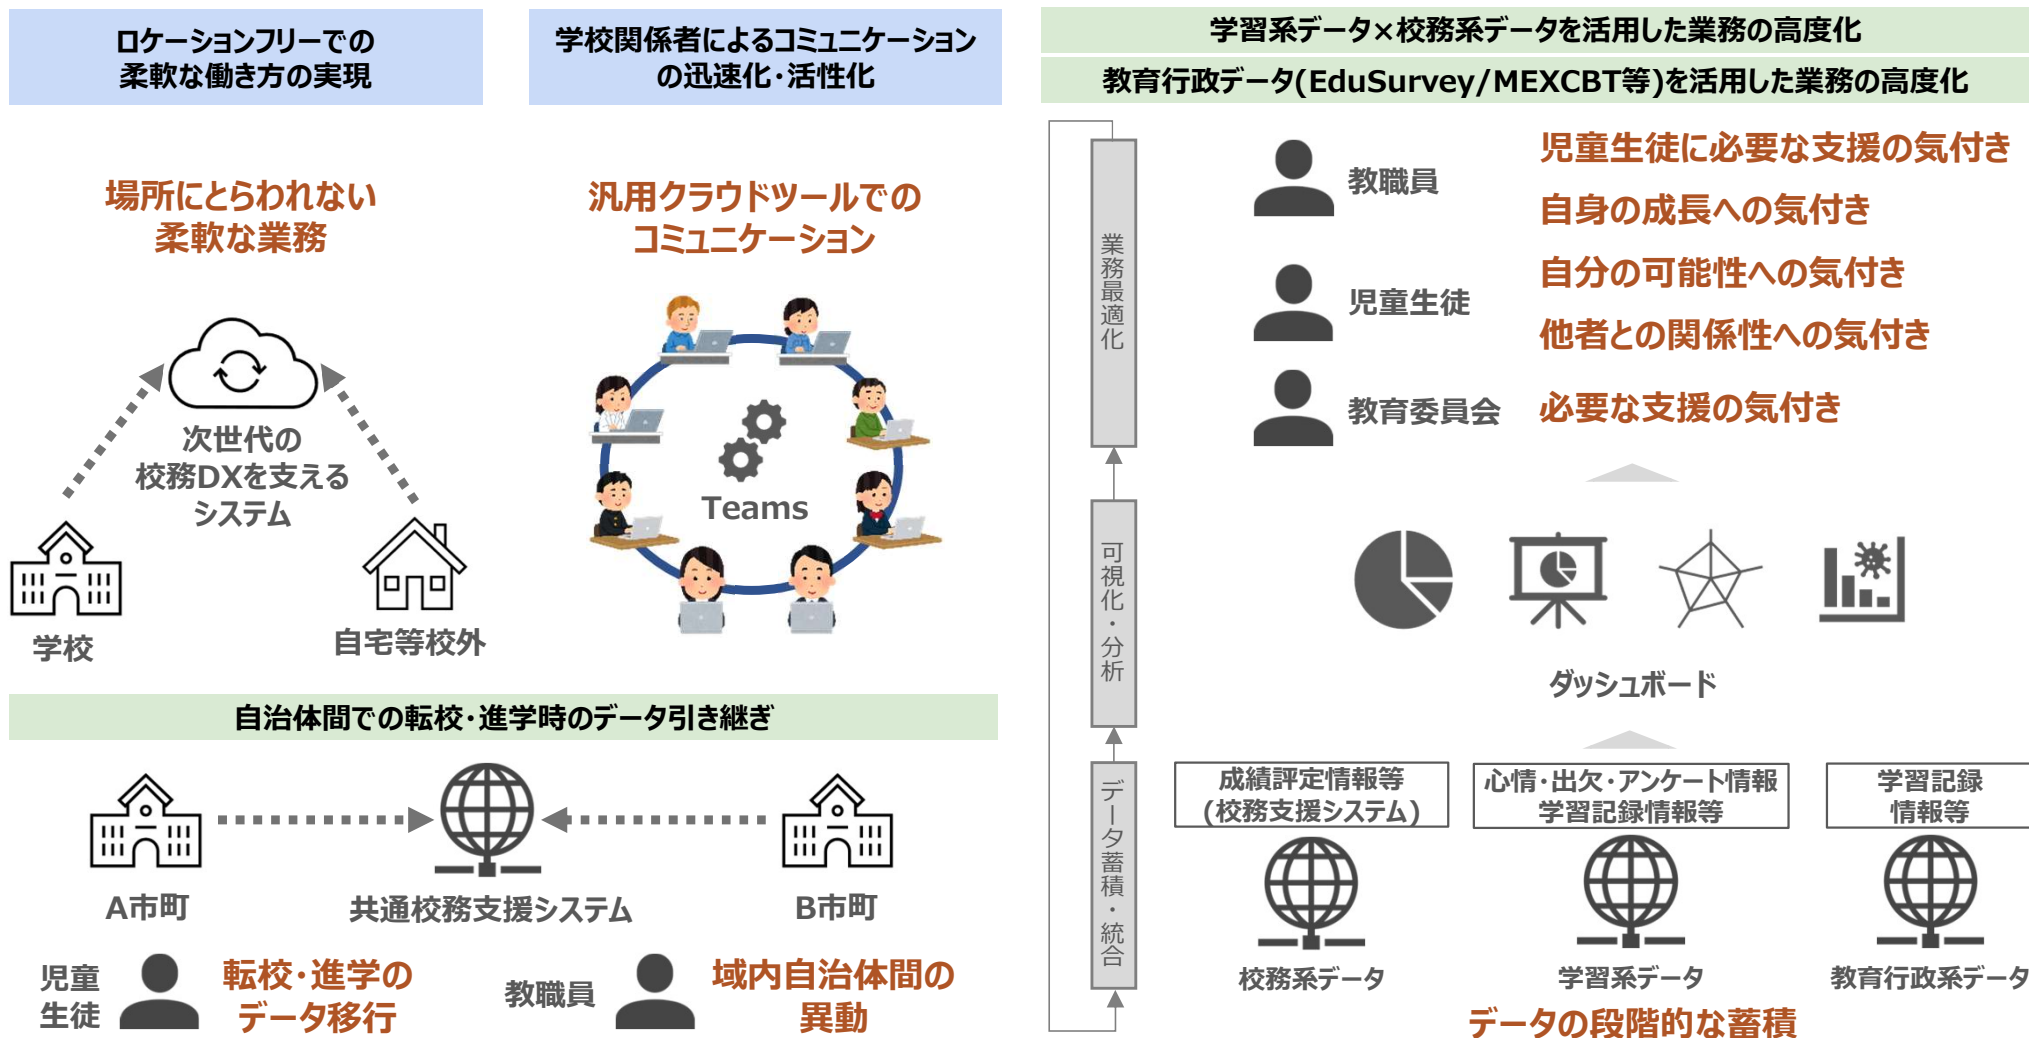 ロケーションフリーでの
柔軟な働き方の実現
場所にとらわれない
柔軟な業務
次世代の
校務DXを支える
システム
学校
自宅等校外
学校関係者によるコミュニケーション
の迅速化・活性化
汎用クラウドツールでの
コミュニケーション
Teams
自治体間での転校・進学時のデータ引き継ぎ
A市町
共通校務支援システム
B市町
児童
生徒
転校・進学の
データ移行
教職員
域内自治体間の
異動
学習系データ×校務系データを活用した業務の高度化
教育行政データ(EduSurvey/MEXCBT等)を活用した業務の高度化
業務最適化
教職員
児童生徒に必要な支援の気付き
自身の成長への気付き
児童生徒
自分の可能性への気付き
他者との関係性への気付き
教育委員会
必要な支援の気付き
可視化・分析
ダッシュボード
データ蓄積・統合
成績評定情報等
(校務支援システム)
心情・出欠・アンケート情報
学習記録情報等
学習記録
情報等
校務系データ
学習系データ
教育行政系データ
データの段階的な蓄積